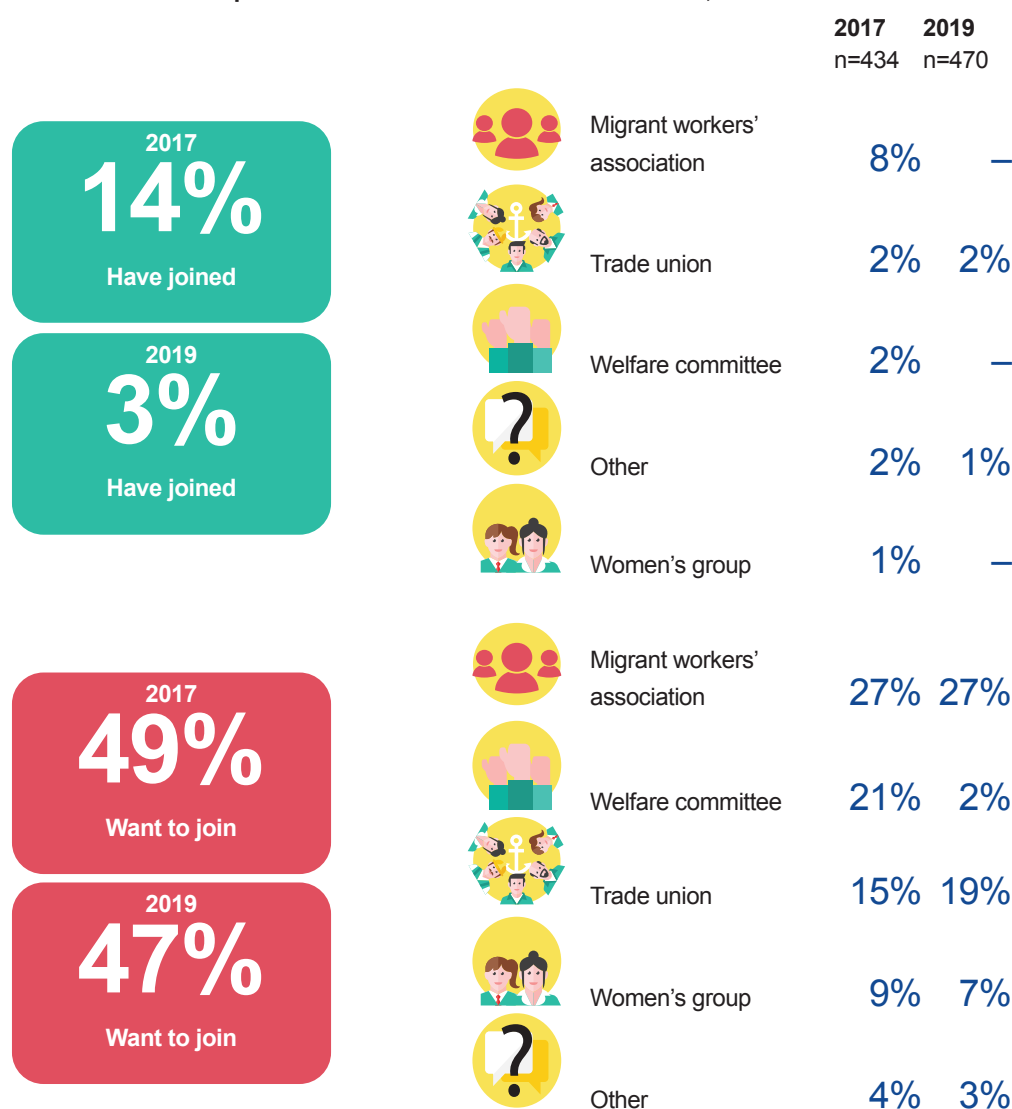 2017 2019
n=434 n=470
2017
14%
Have joined
2019
3%
Have joined
Migrant workers'
association 8% –
Trade union 2% 2%
Welfare committee 2% –
? 
Other 2% 1%
Women's group 1% –
2017
49%
Want to join
2019
47%
Want to join
Migrant workers'
association 27% 27%
Welfare committee 21% 2%
Trade union 15% 19%
Women's group 9% 7%
?
Other 4% 3%